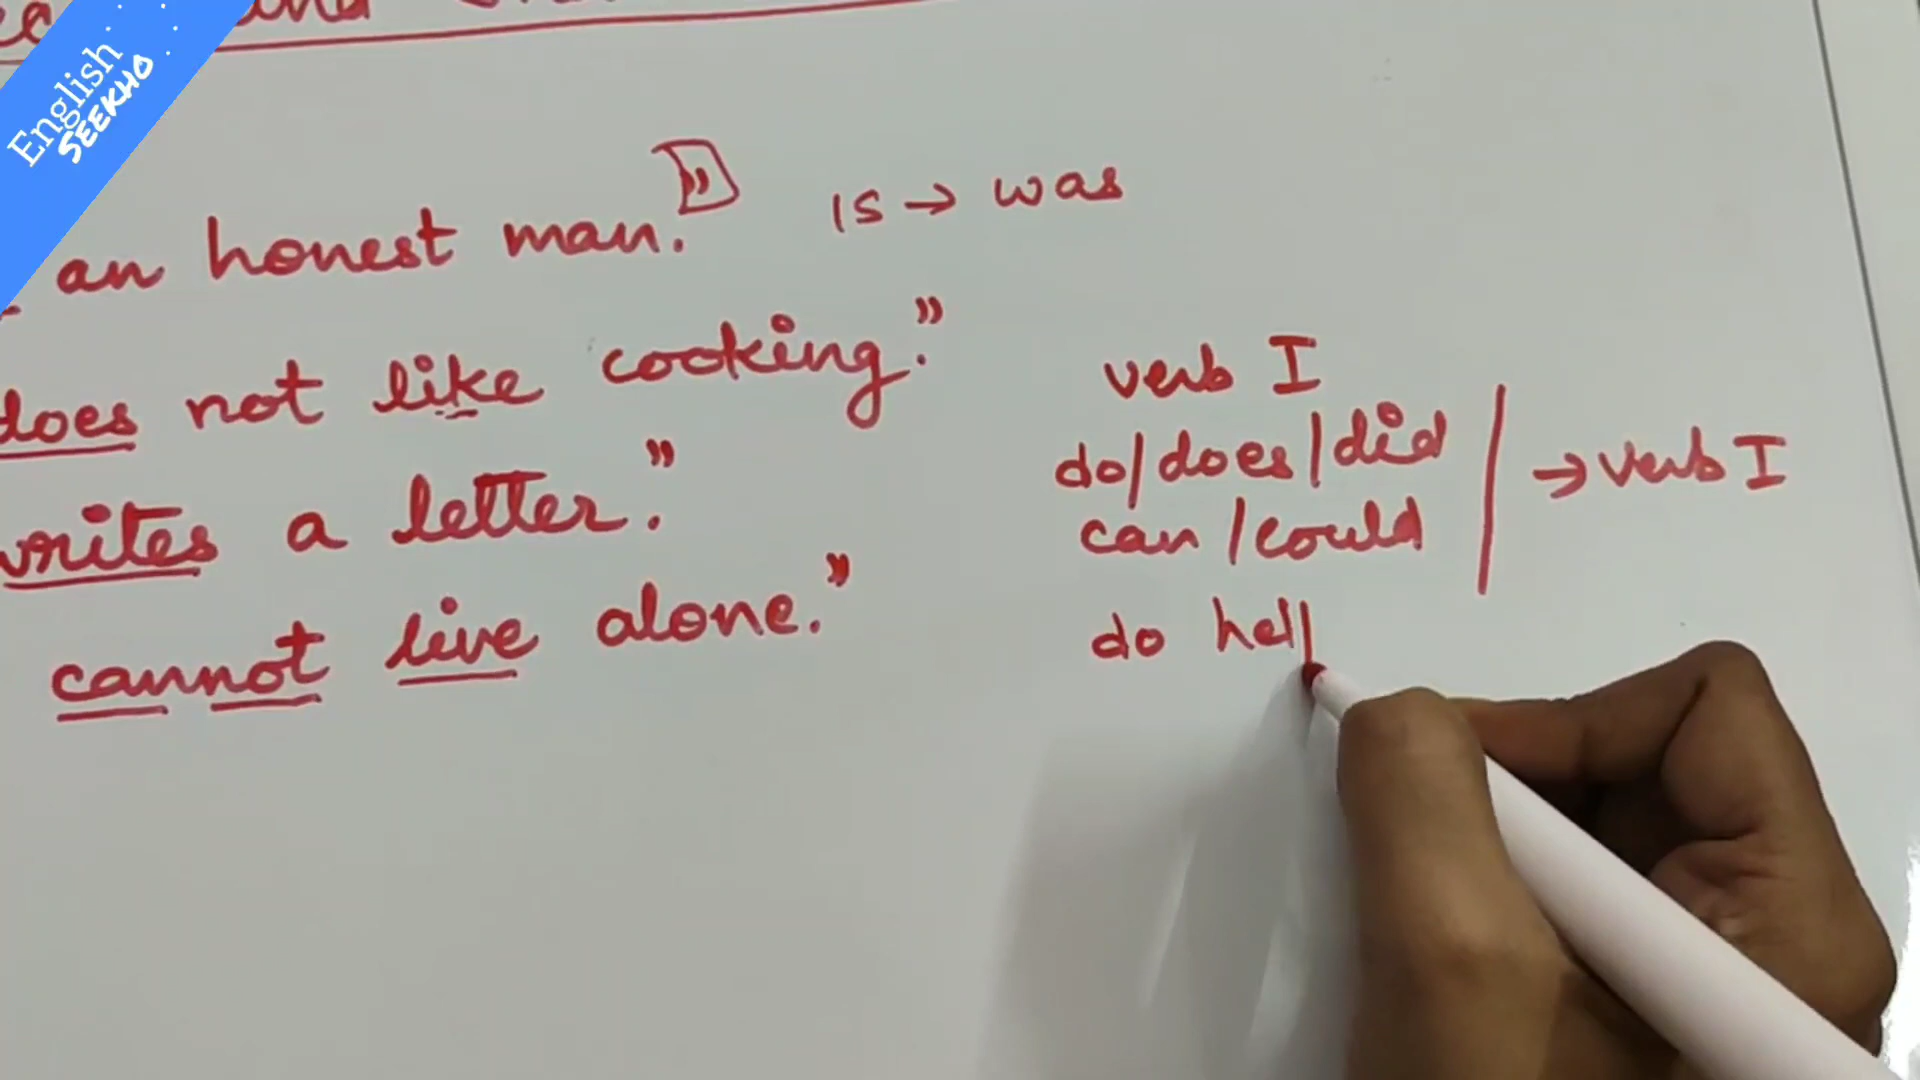 English
SEEKHO
an honest man.” is → was
does not like cooking.”
writes a letter.”
cannot live alone.”
verb I
do/does/did → verb I
can/could
do hel